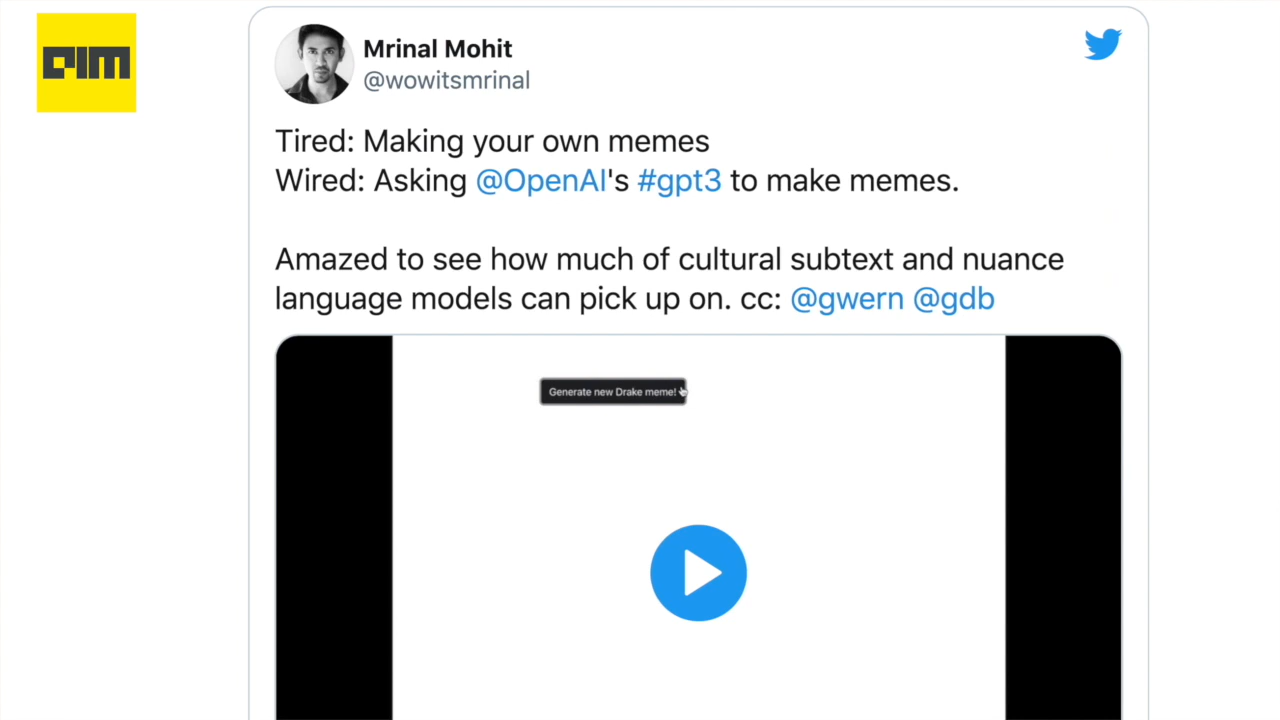 AIM
Mrinal Mohit
@wowitsmrinal
Tired: Making your own memes
Wired: Asking @OpenAI's #gpt3 to make memes.
Amazed to see how much of cultural subtext and nuance
language models can pick up on. cc: @gwern @gdb
Generate new Drake meme!